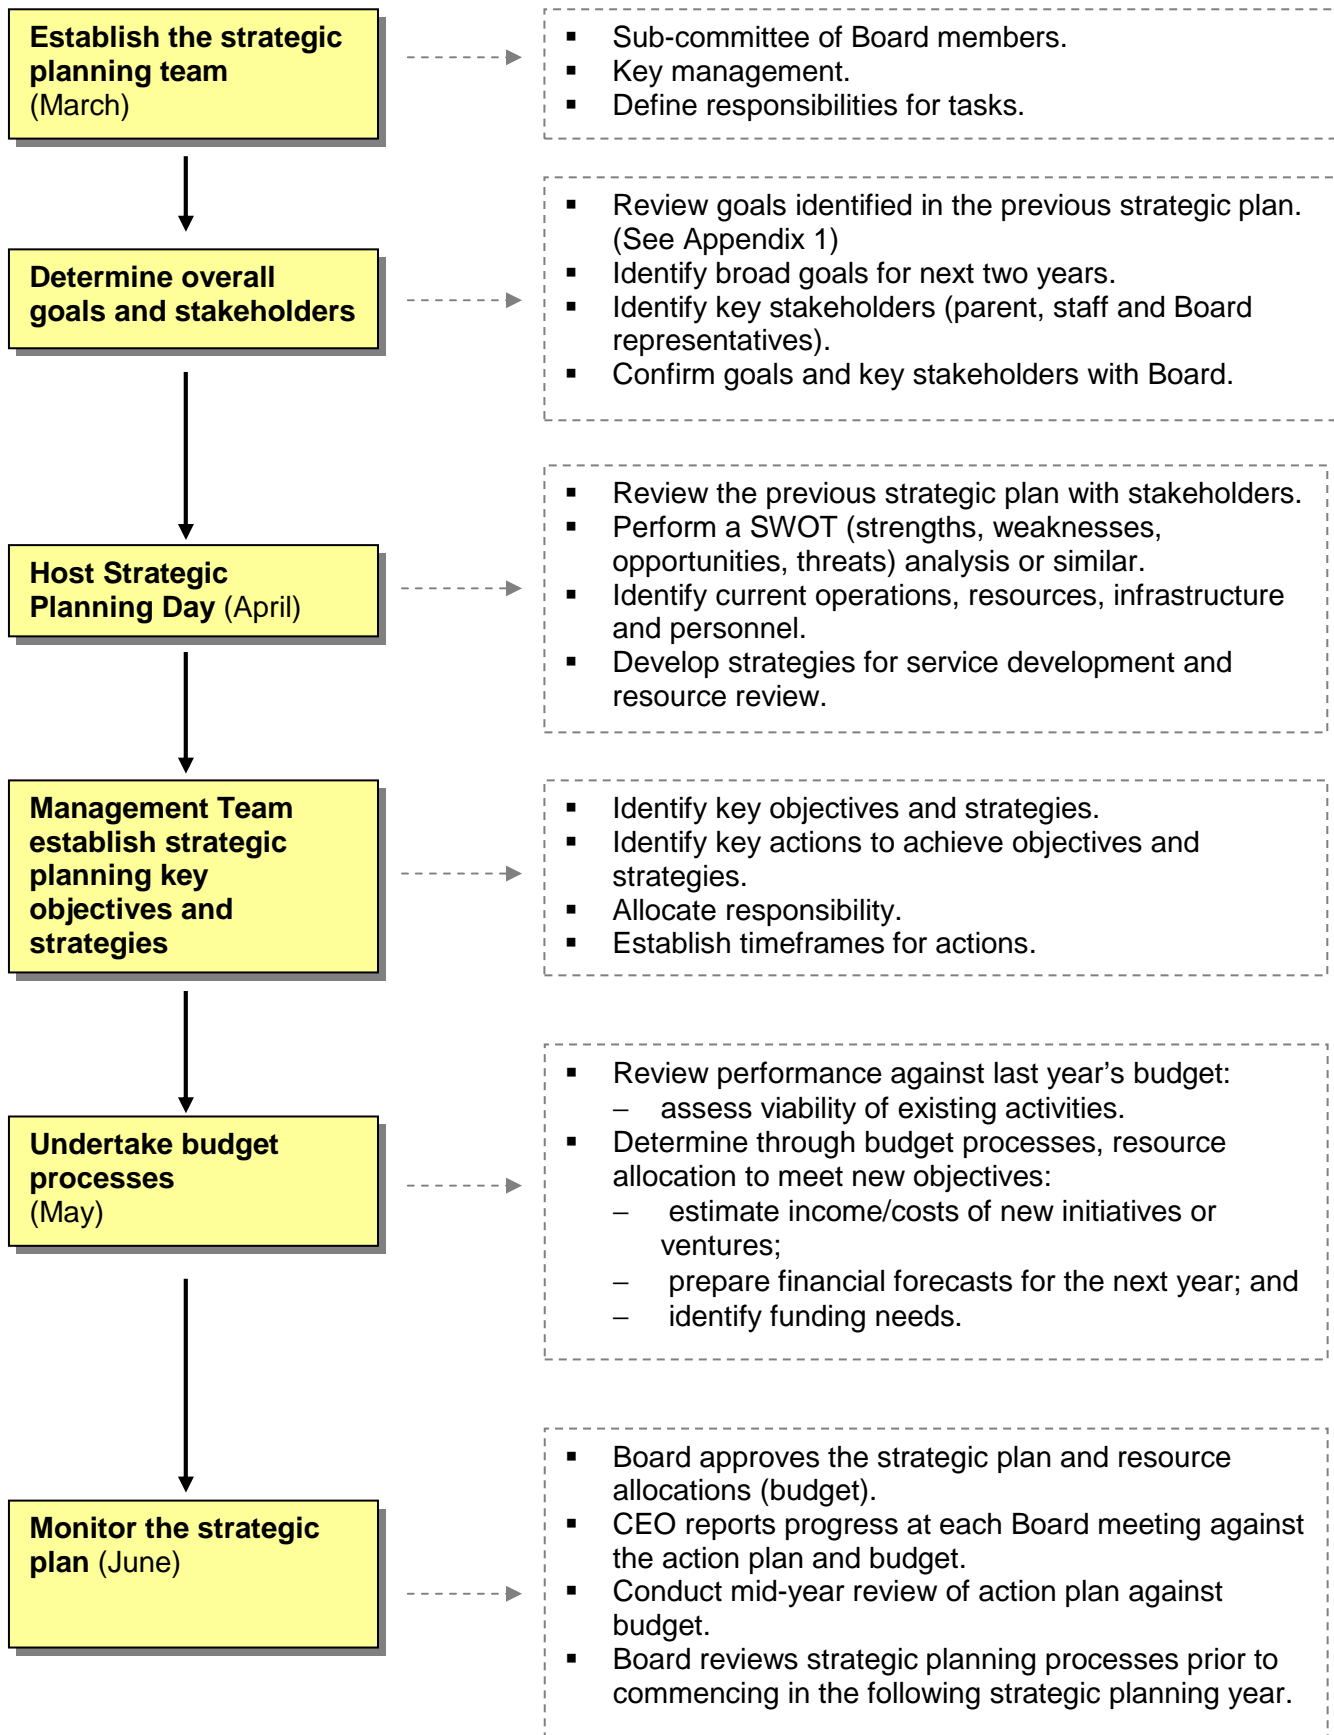 Establish the strategic
planning team
(March)
▪ Sub-committee of Board members.
▪ Key management.
▪ Define responsibilities for tasks.
Determine overall
goals and stakeholders
▪ Review goals identified in the previous strategic plan.
(See Appendix 1)
▪ Identify broad goals for next two years.
▪ Identify key stakeholders (parent, staff and Board
representatives).
▪ Confirm goals and key stakeholders with Board.
Host Strategic
Planning Day (April)
▪ Review the previous strategic plan with stakeholders.
▪ Perform a SWOT (strengths, weaknesses,
opportunities, threats) analysis or similar.
▪ Identify current operations, resources, infrastructure
and personnel.
▪ Develop strategies for service development and
resource review.
Management Team
establish strategic
planning key
objectives and
strategies
▪ Identify key objectives and strategies.
▪ Identify key actions to achieve objectives and
strategies.
▪ Allocate responsibility.
▪ Establish timeframes for actions.
Undertake budget
processes
(May)
▪ Review performance against last year’s budget:
– assess viability of existing activities.
▪ Determine through budget processes, resource
allocation to meet new objectives:
– estimate income/costs of new initiatives or
ventures;
– prepare financial forecasts for the next year; and
– identify funding needs.
Monitor the strategic
plan (June)
▪ Board approves the strategic plan and resource
allocations (budget).
▪ CEO reports progress at each Board meeting against
the action plan and budget.
▪ Conduct mid-year review of action plan against
budget.
▪ Board reviews strategic planning processes prior to
commencing in the following strategic planning year.